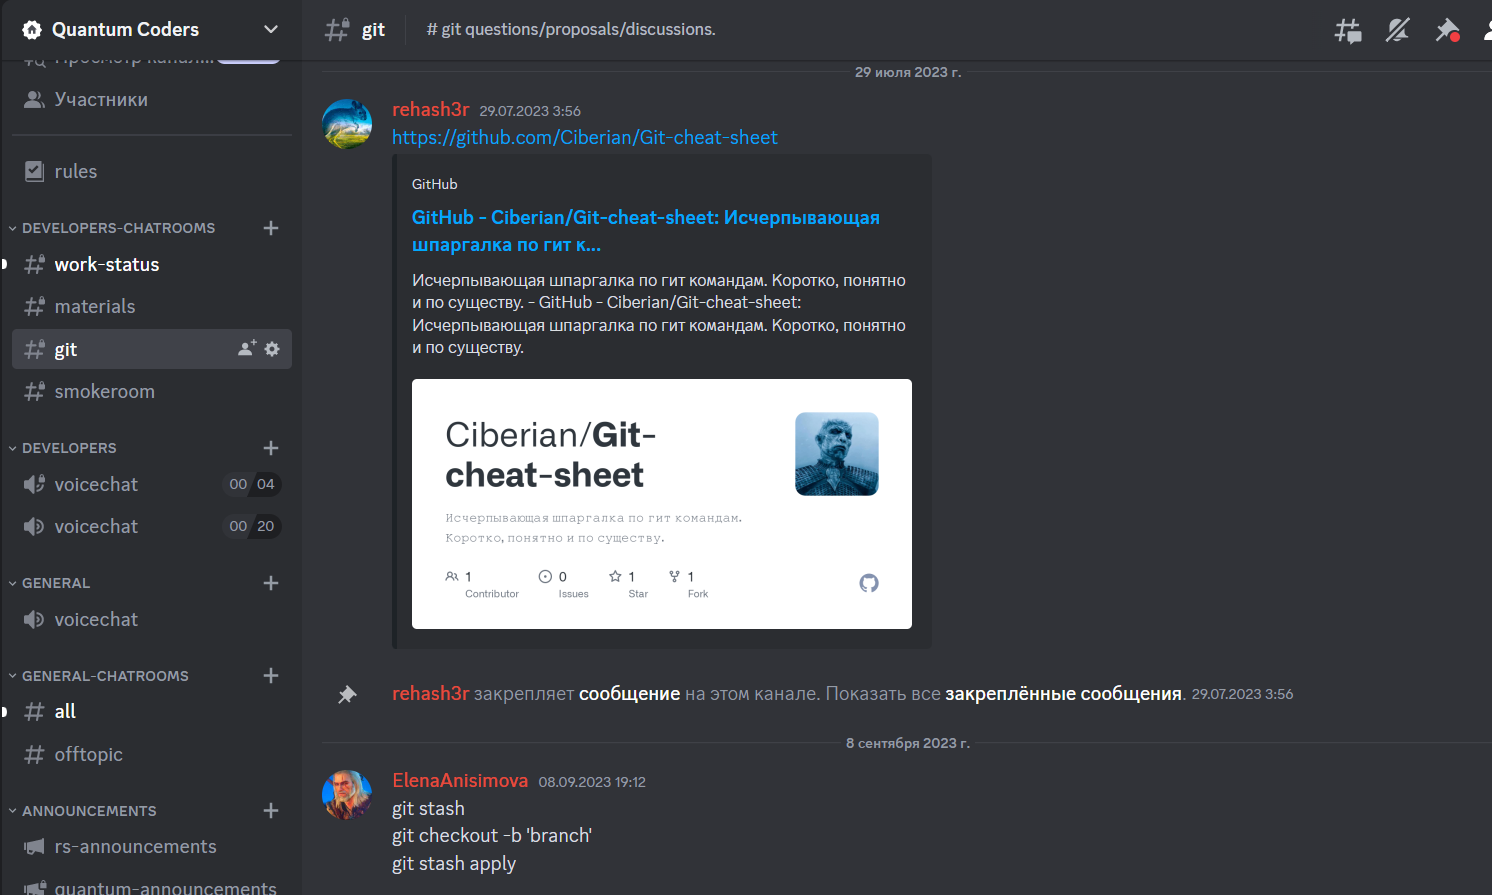 Quantum Coders
Участники
rules
DEVELOPERS-CHATROOMS
work-status
materials
git
smokeroom
DEVELOPERS
voicechat 00 04
voicechat 00 20
GENERAL
voicechat
GENERAL-CHATROOMS
all
offtopic
ANNOUNCEMENTS
rs-announcements
quantum-announcements
git
# git questions/proposals/discussions.
29 июля 2023 г.
rehash3r 29.07.2023 3:56
https://github.com/Ciberian/Git-cheat-sheet
GitHub
GitHub - Ciberian/Git-cheat-sheet: Исчерпывающая
шпаргалка по гит к...
Исчерпывающая шпаргалка по гит командам. Коротко, понятно
и по существу. - GitHub - Ciberian/Git-cheat-sheet:
Исчерпывающая шпаргалка по гит командам. Коротко, понятно
и по существу.
Ciberian/Git-
cheat-sheet
Исчерпывающая шпаргалка по гит командам.
Коротко, понятно и по существу.
1 0 1 1
Contributor Issues Star Fork
rehash3r закрепляет сообщение на этом канале. Показать все закреплённые сообщения. 29.07.2023 3:56
8 сентября 2023 г.
ElenaAnisimova 08.09.2023 19:12
git stash
git checkout -b 'branch'
git stash apply